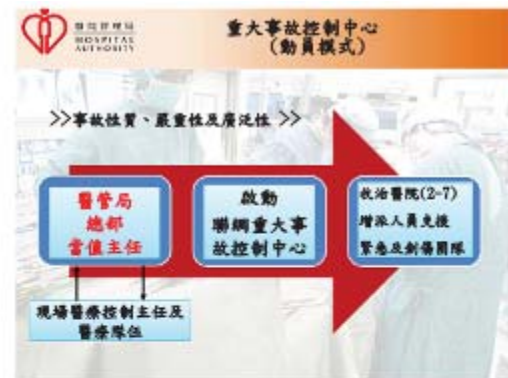 醫院管理局
HOSPITAL
AUTHORITY
重大事故控制中心
(動員模式)
>>事故性質、嚴重性及廣泛性 >>
醫管局
總部
當值主任
啟動
聯網重大事
故控制中心
收治醫院(2-7)
增派人員支援
緊急及創傷團隊
現場醫療控制主任及
醫療隊伍